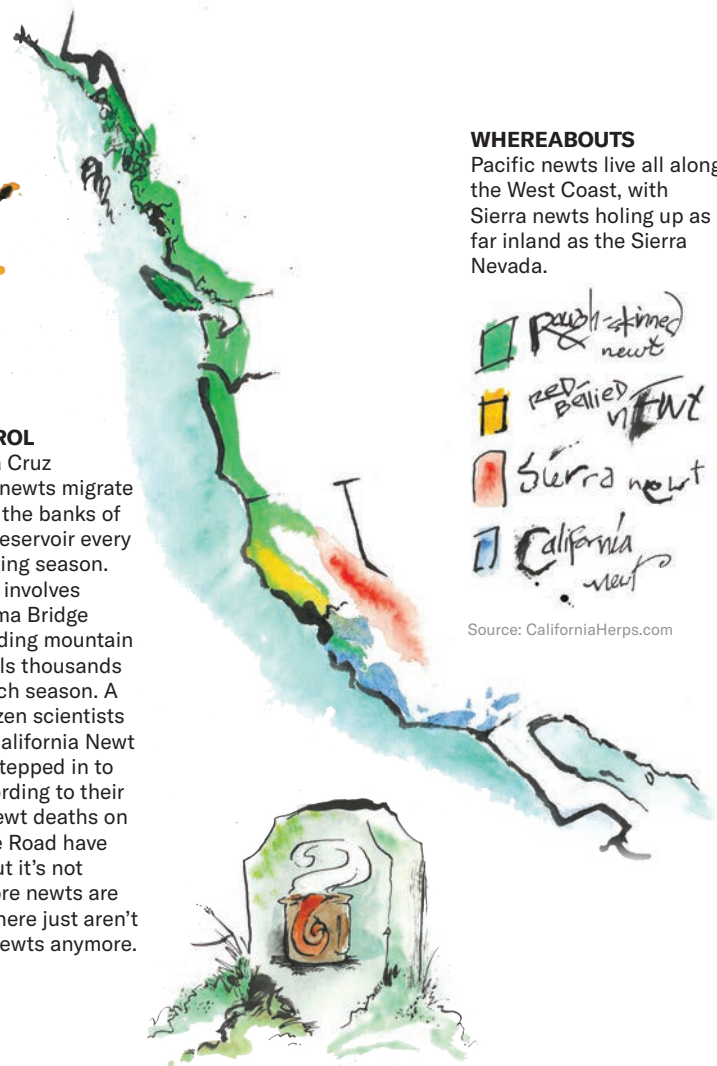 WHEREABOUTS
Pacific newts live all along
the West Coast, with
Sierra newts holing up as
far inland as the Sierra
Nevada.
Rough-skinned
newt
RED-
BELLIED
NEWT
Sierra newt
California
newt
Source: CaliforniaHerps.com
ROL
Cruz
newts migrate
the banks of
eservoir every
ing season.
involves
ma Bridge
ding mountain
ls thousands
ch season. A
zen scientists
alifornia Newt
tepped in to
ording to their
ewt deaths on
e Road have
ut it's not
ore newts are
here just aren't
ewts anymore.